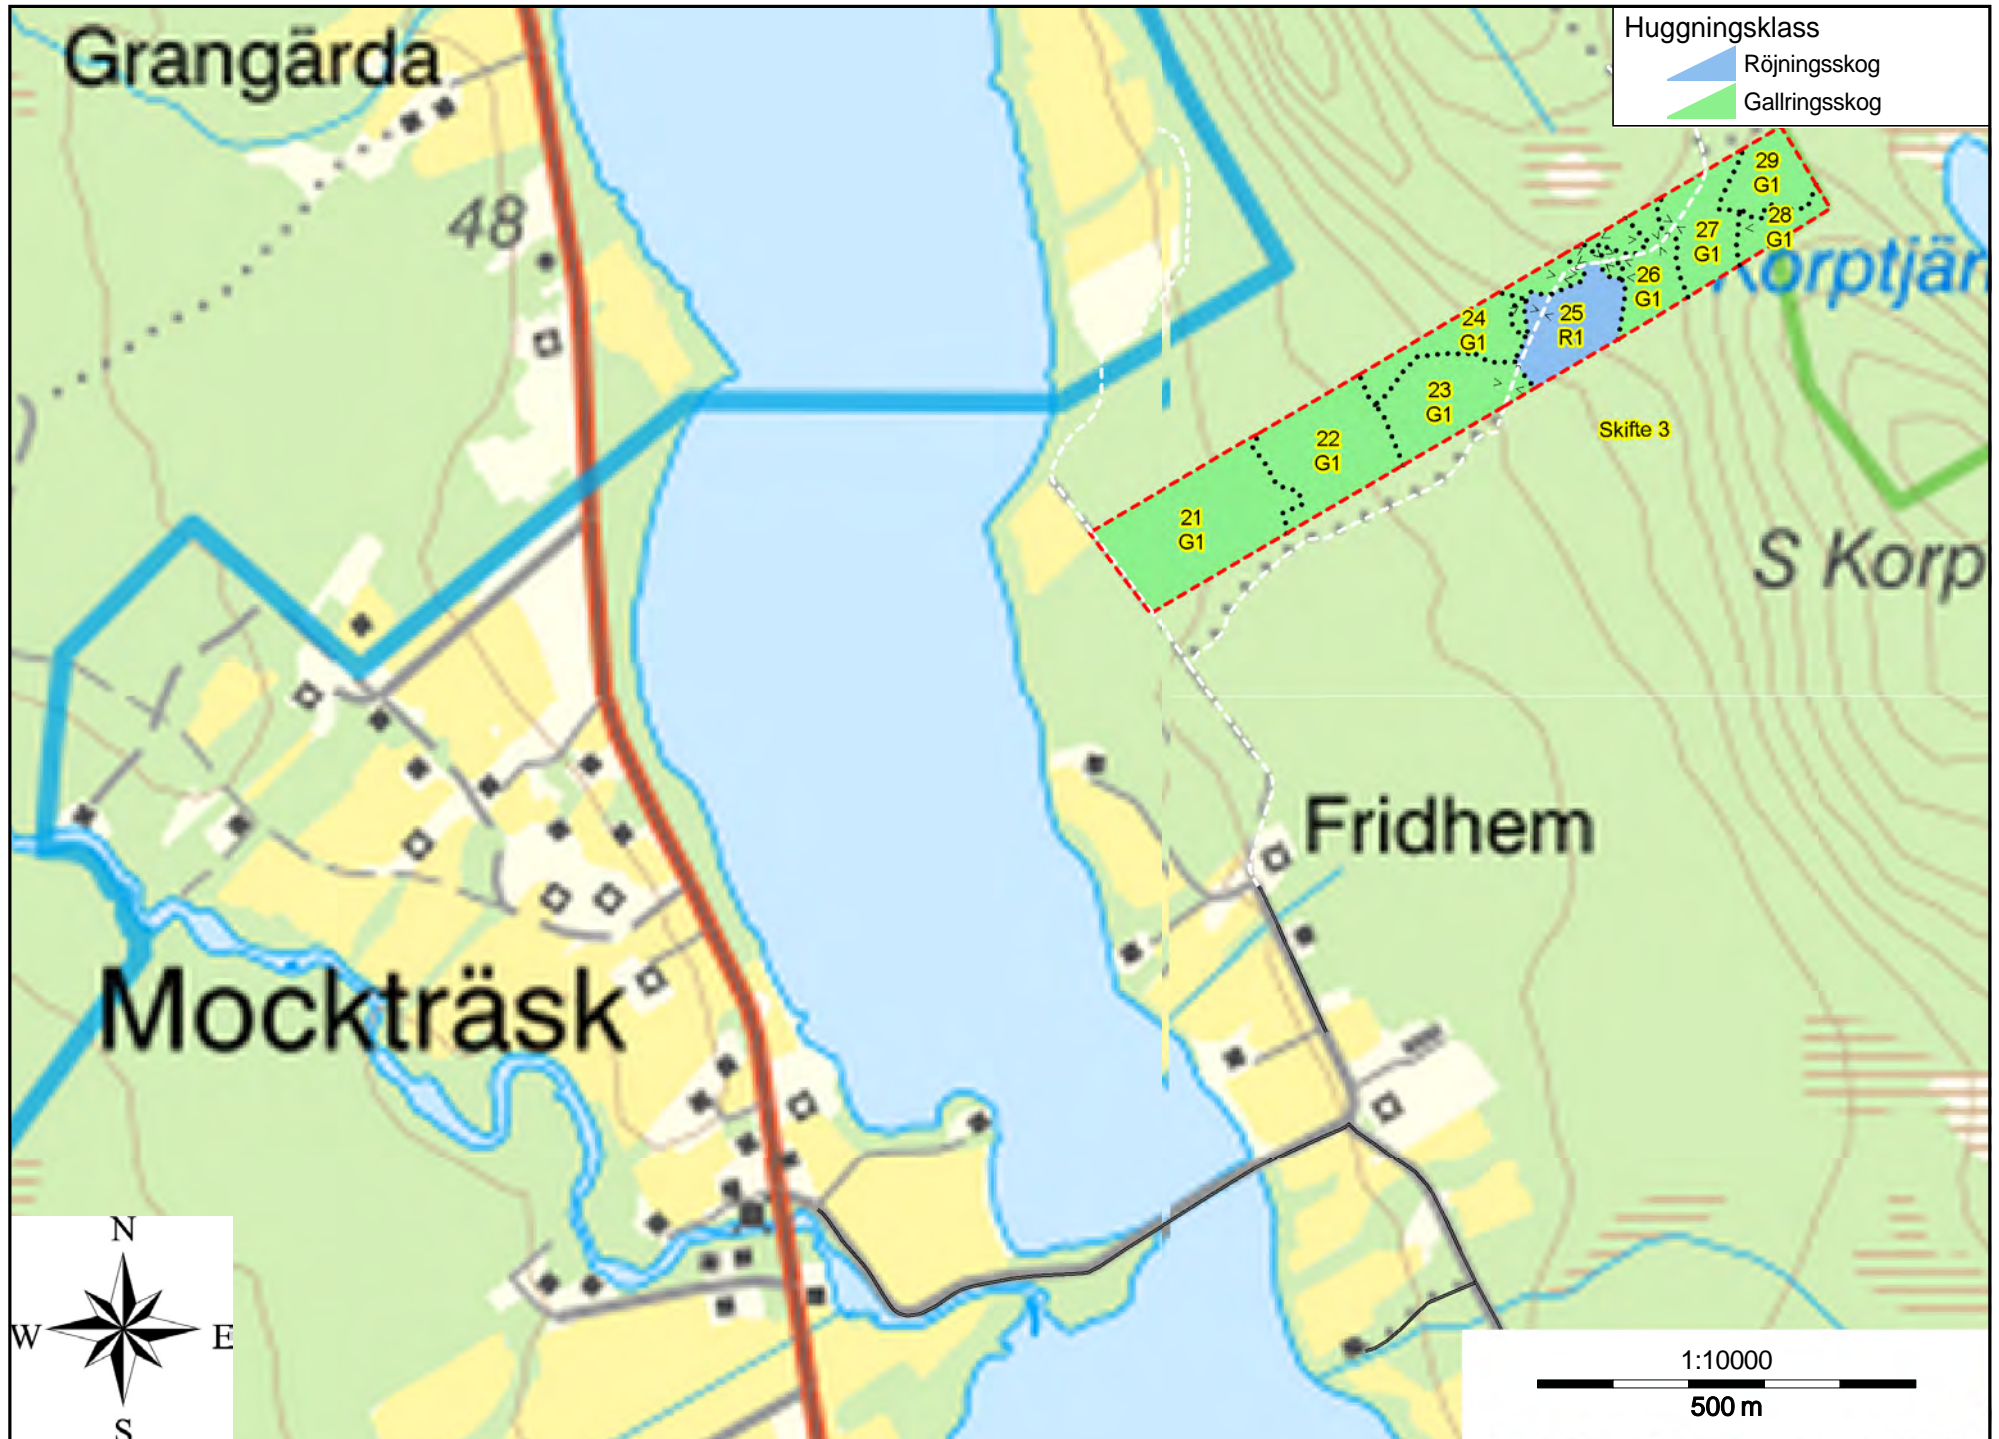 Grangärda
Huggningsklass
Röjningsskog
Gallringsskog
48
29
G1
28
G1
27
G1
26
G1
25
R1
24
G1
23
G1
22
G1
21
G1
Korptjär
Skifte 3
S Korp
Fridhem
Mockträsk
N
W E
S
1:10000
500 m